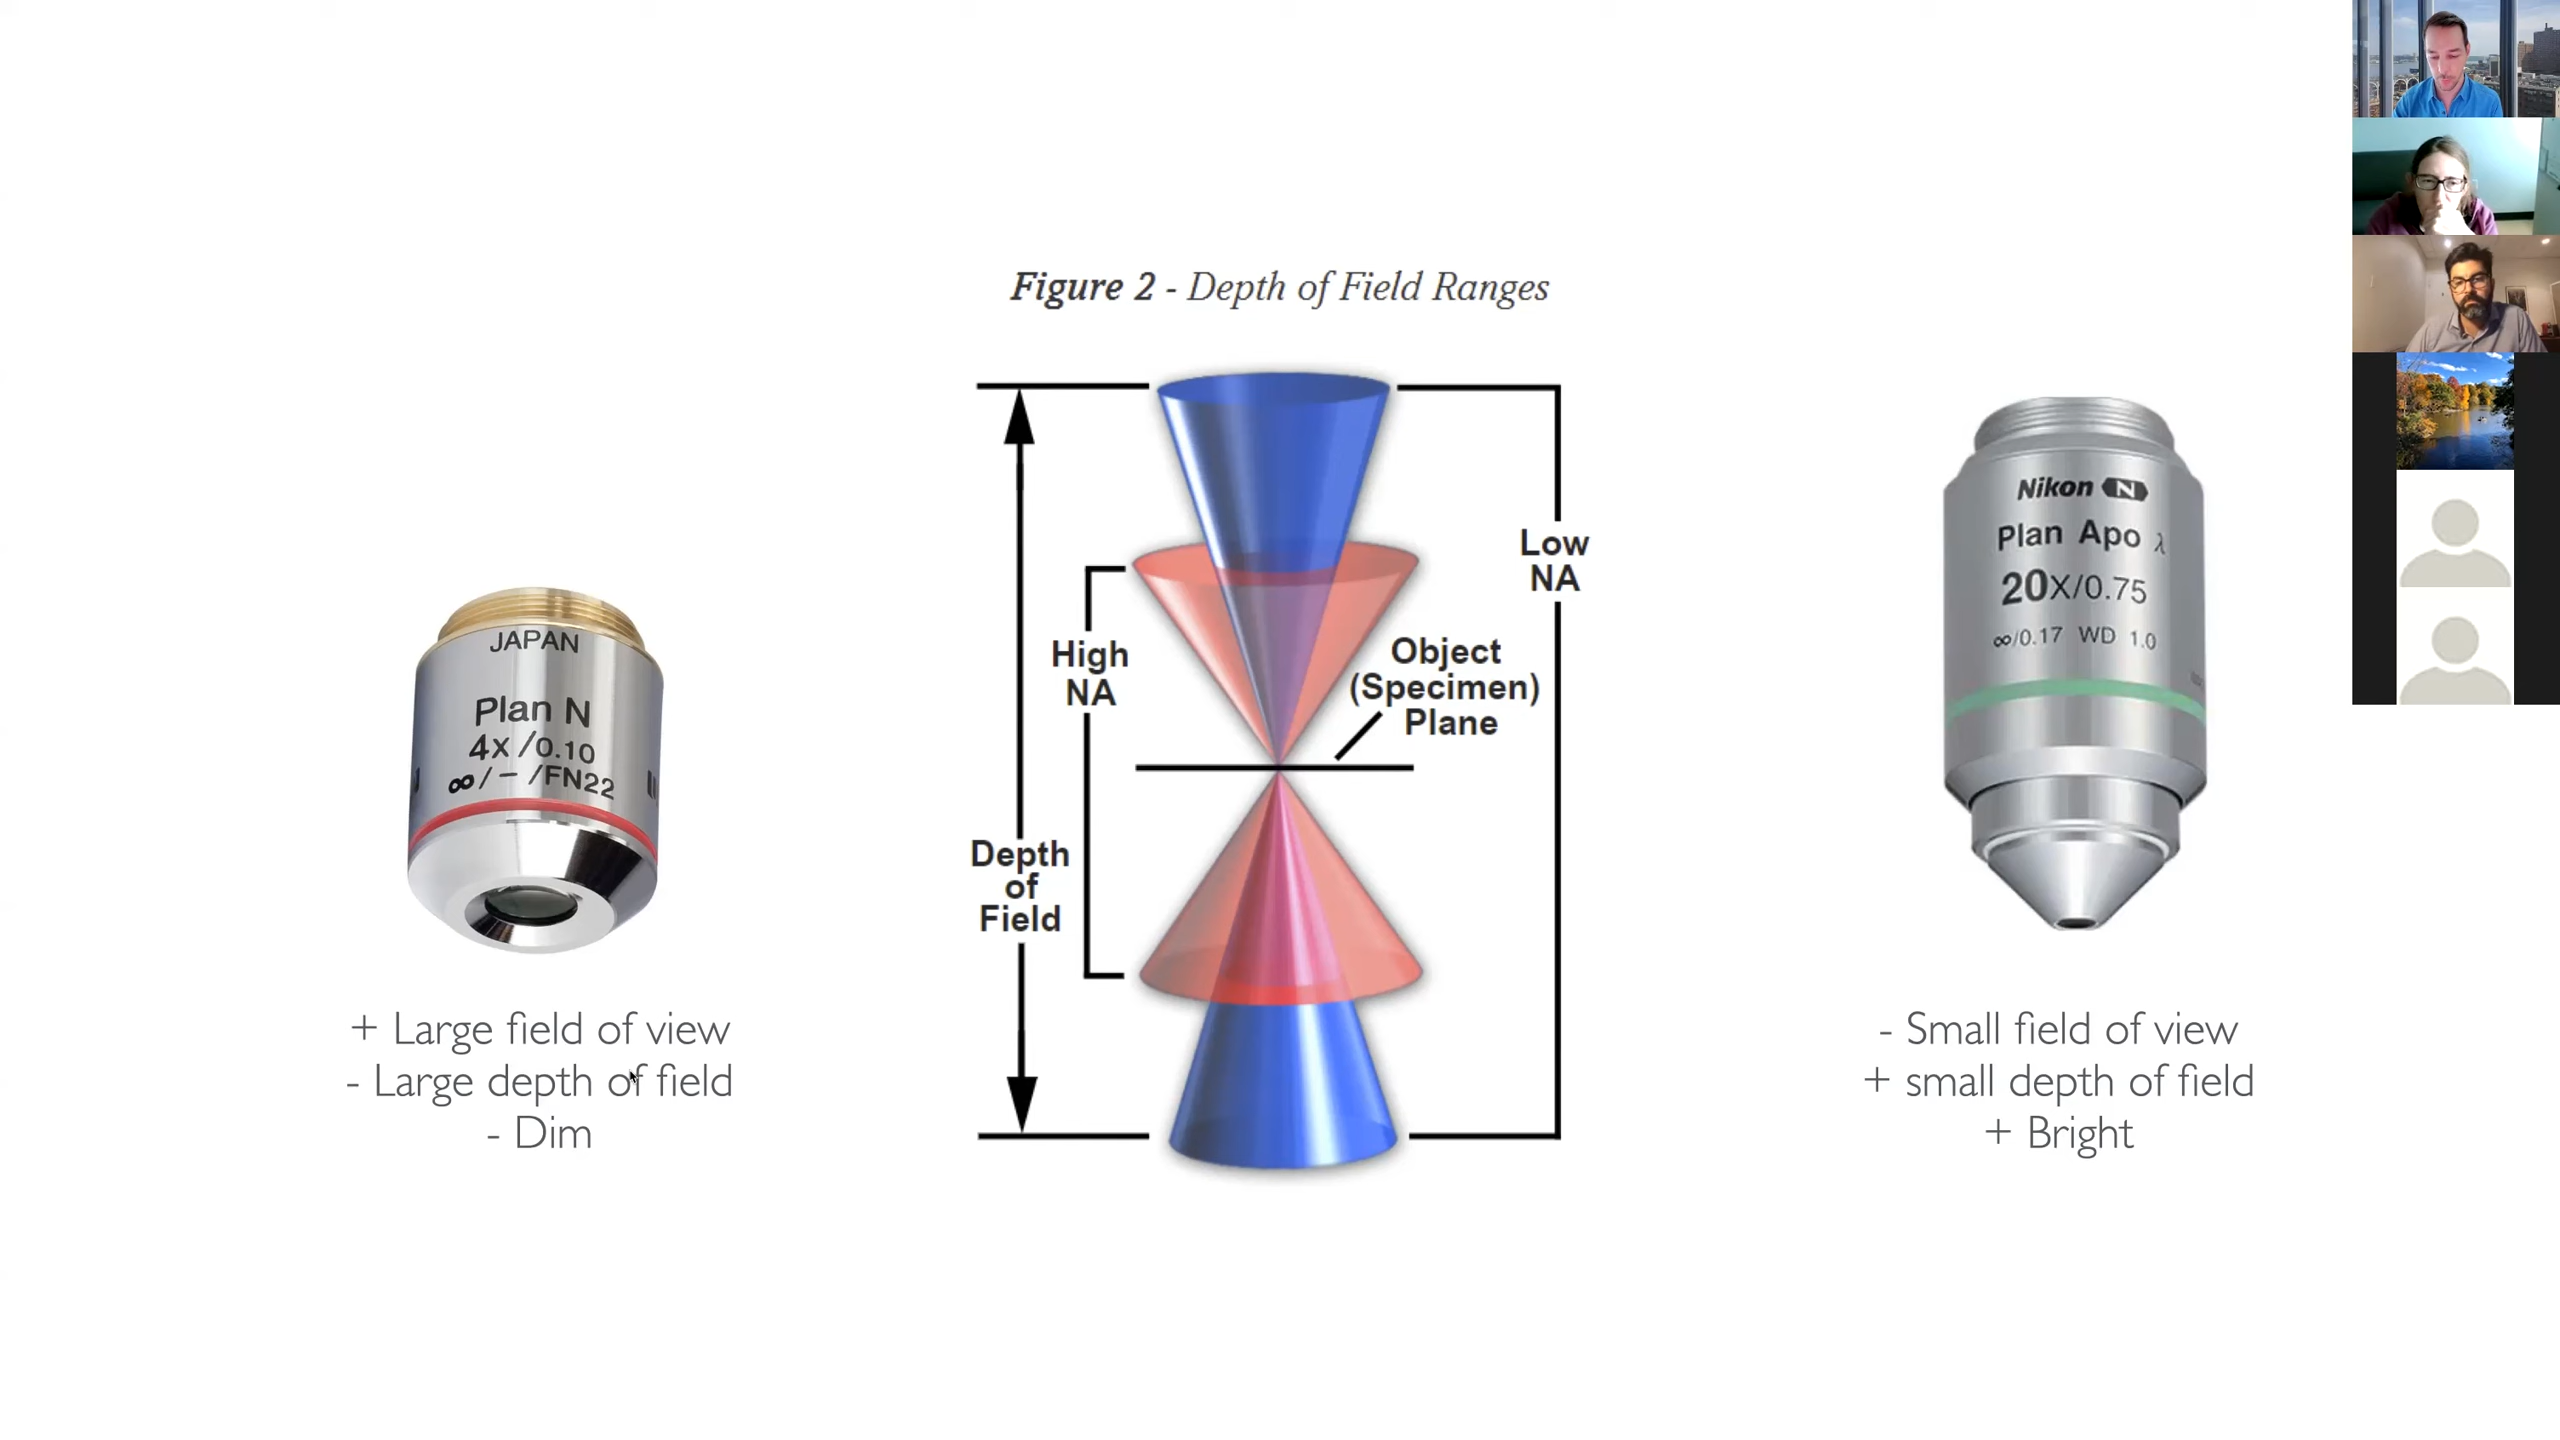 Figure 2 - Depth of Field Ranges
JAPAN
Plan N
4x/0.10
∞/-/FN22
+ Large field of view
- Large depth of field
- Dim
High
NA
Depth
of
Field
Low
NA
Object
(Specimen)
Plane
Nikon N
Plan Apo λ
20X/0.75
∞/0.17 WD 1.0
- Small field of view
+ small depth of field
+ Bright